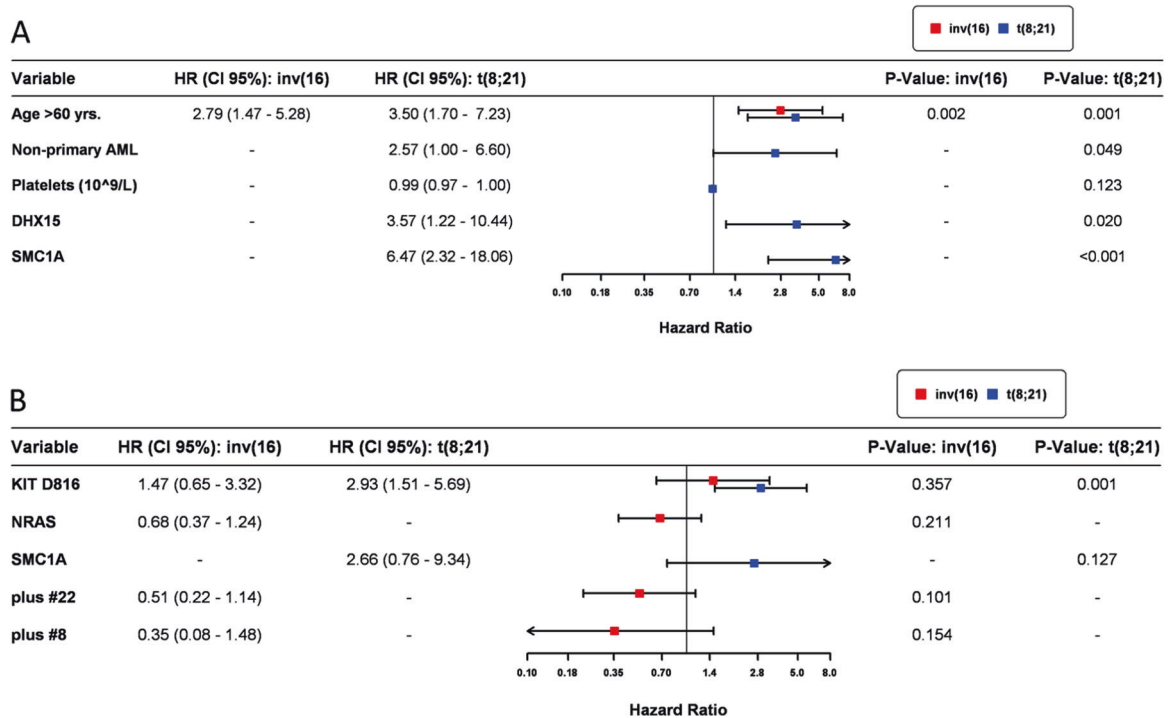 A
inv(16) t(8;21)
Variable HR (CI 95%): inv(16) HR (CI 95%): t(8;21) P-Value: inv(16) P-Value: t(8;21)
Age >60 yrs. 2.79 (1.47 - 5.28) 3.50 (1.70 - 7.23) 0.002 0.001
Non-primary AML - 2.57 (1.00 - 6.60) - 0.049
Platelets (10^9/L) - 0.99 (0.97 - 1.00) - 0.123
DHX15 - 3.57 (1.22 - 10.44) - 0.020
SMC1A - 6.47 (2.32 - 18.06) - <0.001
0.10 0.18 0.35 0.70 1.4 2.8 5.0 8.0
Hazard Ratio
B
inv(16) t(8;21)
Variable HR (CI 95%): inv(16) HR (CI 95%): t(8;21) P-Value: inv(16) P-Value: t(8;21)
KIT D816 1.47 (0.65 - 3.32) 2.93 (1.51 - 5.69) 0.357 0.001
NRAS 0.68 (0.37 - 1.24) - 0.211 -
SMC1A - 2.66 (0.76 - 9.34) - 0.127
plus #22 0.51 (0.22 - 1.14) - 0.101 -
plus #8 0.35 (0.08 - 1.48) - 0.154 -
0.10 0.18 0.35 0.70 1.4 2.8 5.0 8.0
Hazard Ratio